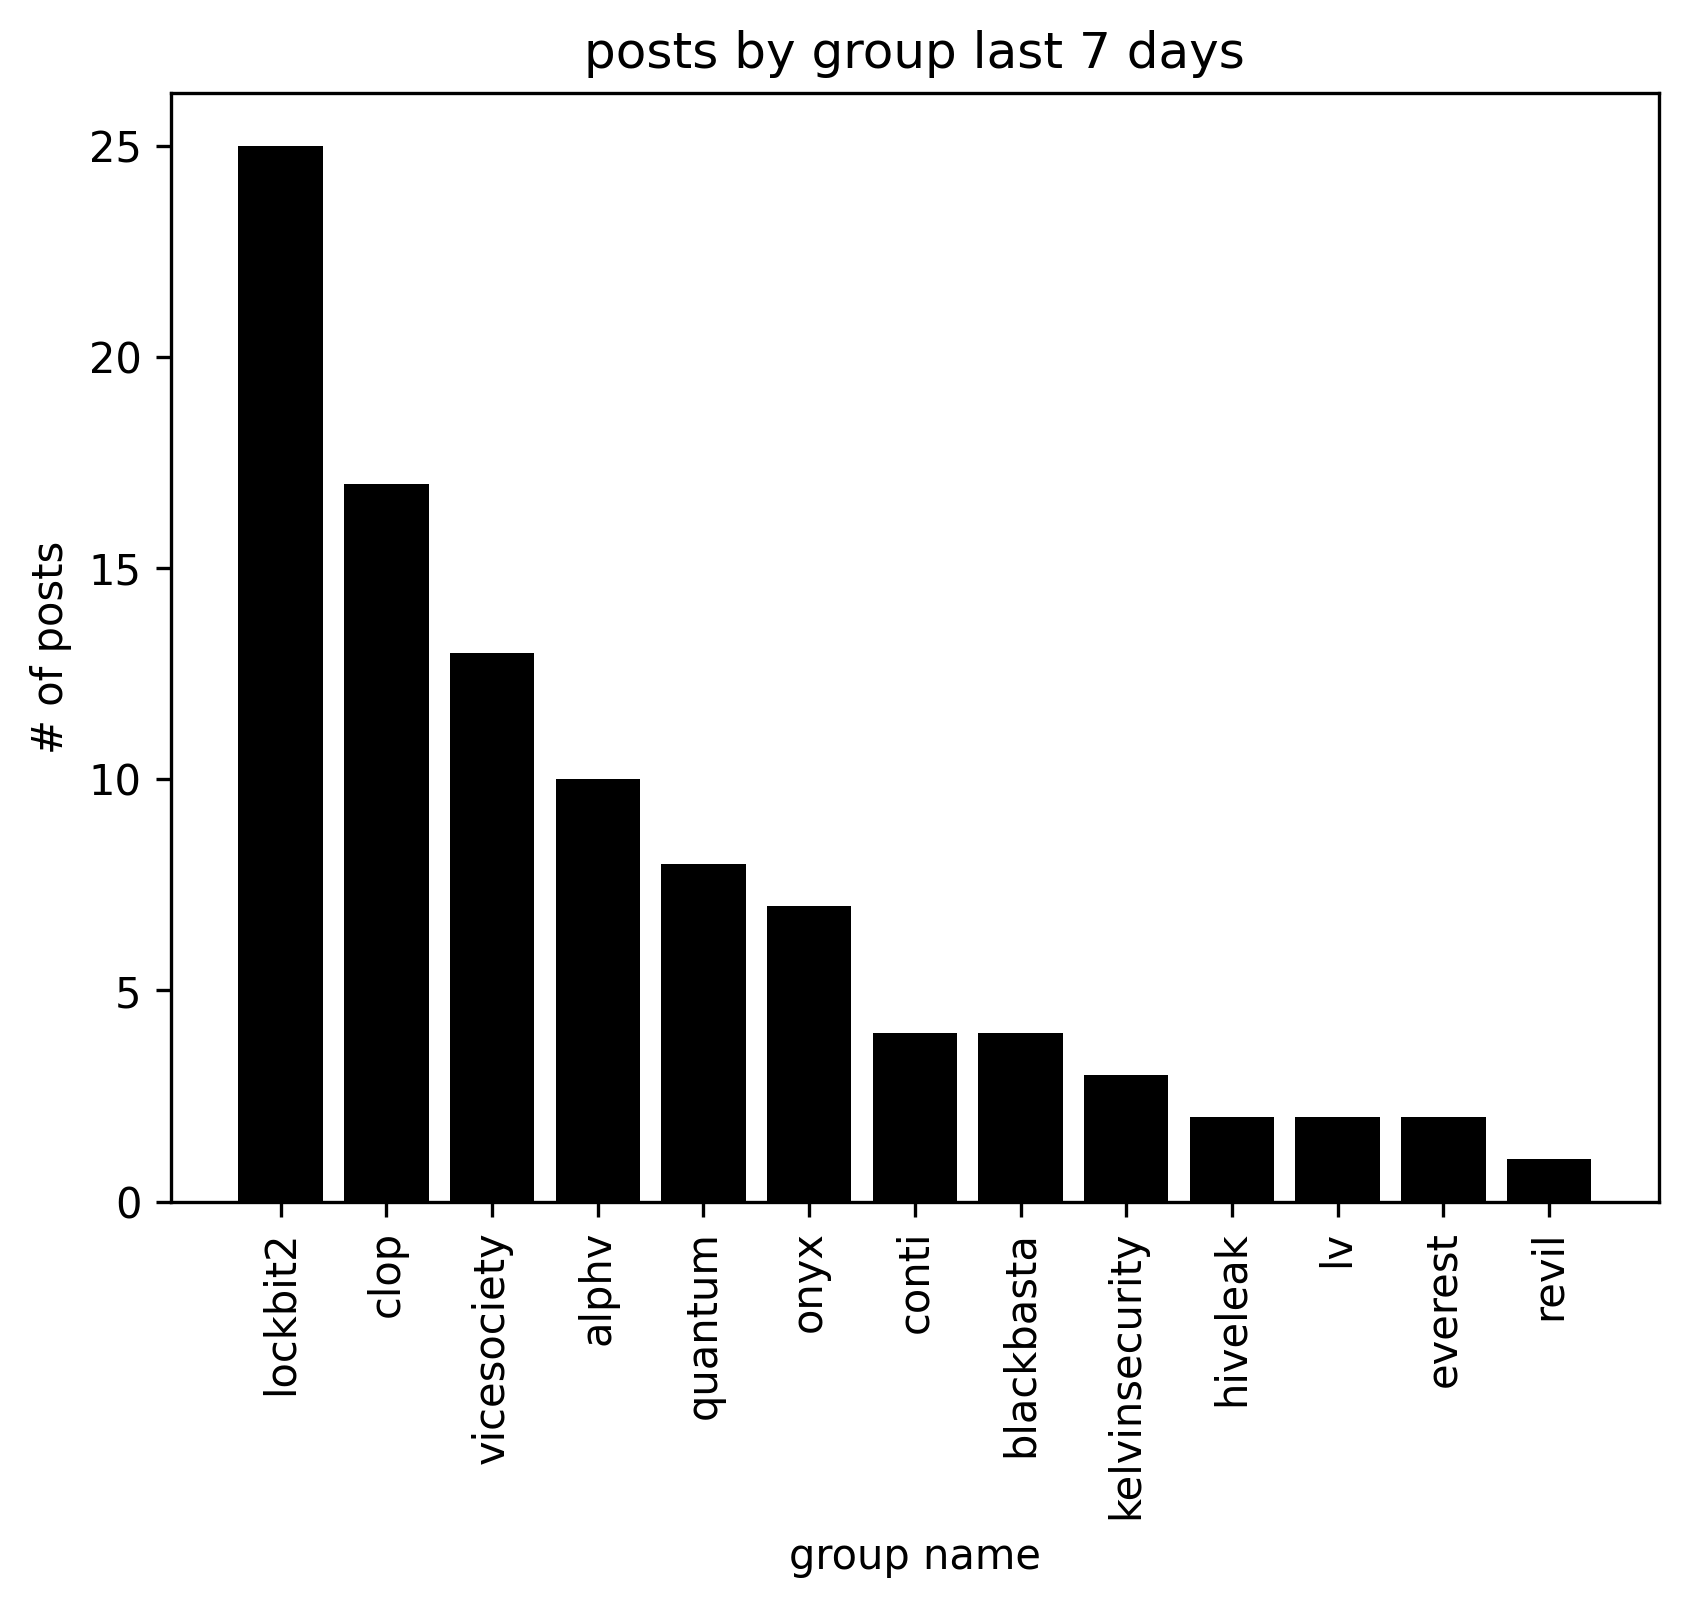 posts by group last 7 days
# of posts
25
20
15
10
5
0
lockbit2
clop
vicesociety
alphv
quantum
onyx
conti
blackbasta
kelvinsecurity
hiveleak
lv
everest
revil
group name